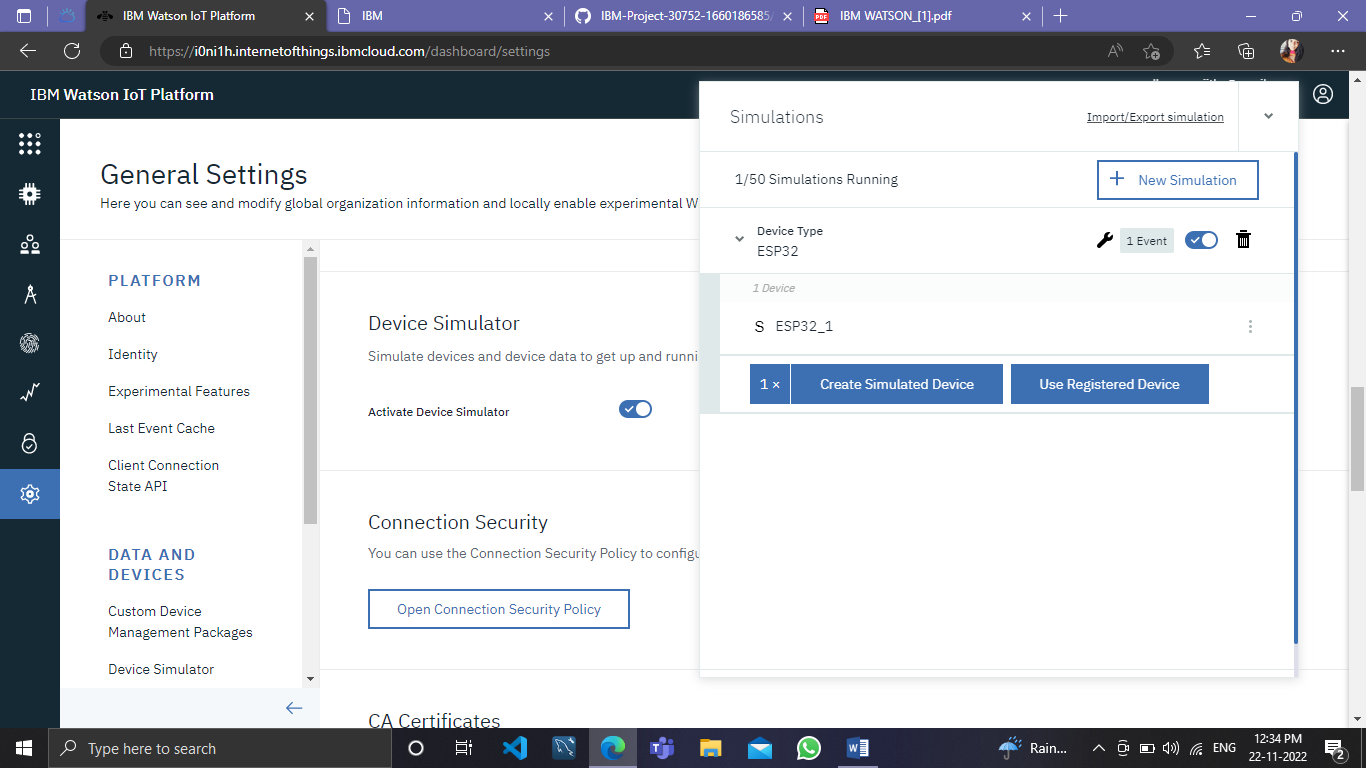 IBM Watson IoT Platform
IBM
IBM-Project-30752-1660186585/
IBM WATSON_[1].pdf
https://i0ni1h.internetofthings.ibmcloud.com/dashboard/settings
IBM Watson IoT Platform
General Settings
Here you can see and modify global organization information and locally enable experimental W
PLATFORM
About
Identity
Experimental Features
Last Event Cache
Client Connection
State API
DATA AND
DEVICES
Custom Device
Management Packages
Device Simulator
Device Simulator
Simulate devices and device data to get up and runni
Activate Device Simulator
Connection Security
You can use the Connection Security Policy to configu
Open Connection Security Policy
CA Certificates
Simulations
Import/Export simulation
1/50 Simulations Running
New Simulation
Device Type
ESP32
1 Event
1 Device
S ESP32_1
1 ×
Create Simulated Device
Use Registered Device
Type here to search
Rain...
ENG
12:34 PM
22-11-2022
2